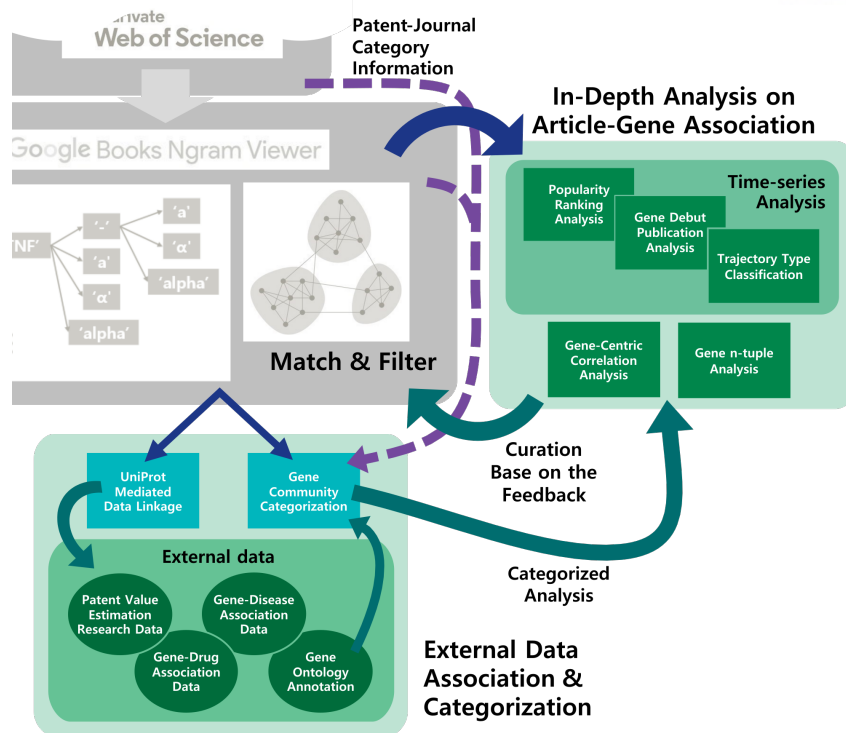 Web of Science
Patent-Journal
Category
Information
In-Depth Analysis on
Article-Gene Association
Google Books Ngram Viewer
'-'
'a'
'α'
'alpha'
'a'
'α'
'alpha'
Match & Filter
Time-series
Analysis
Popularity
Ranking
Analysis
Gene Debut
Publication
Analysis
Trajectory Type
Classification
Gene-Centric
Correlation
Analysis
Gene n-tuple
Analysis
Curation
Base on the
Feedback
UniProt
Mediated
Data Linkage
Gene
Community
Categorization
Categorized
Analysis
External data
Patent Value
Estimation
Research Data
Gene-Disease
Association
Data
Gene-Drug
Association
Data
Gene
Ontology
Annotation
External Data
Association &
Categorization